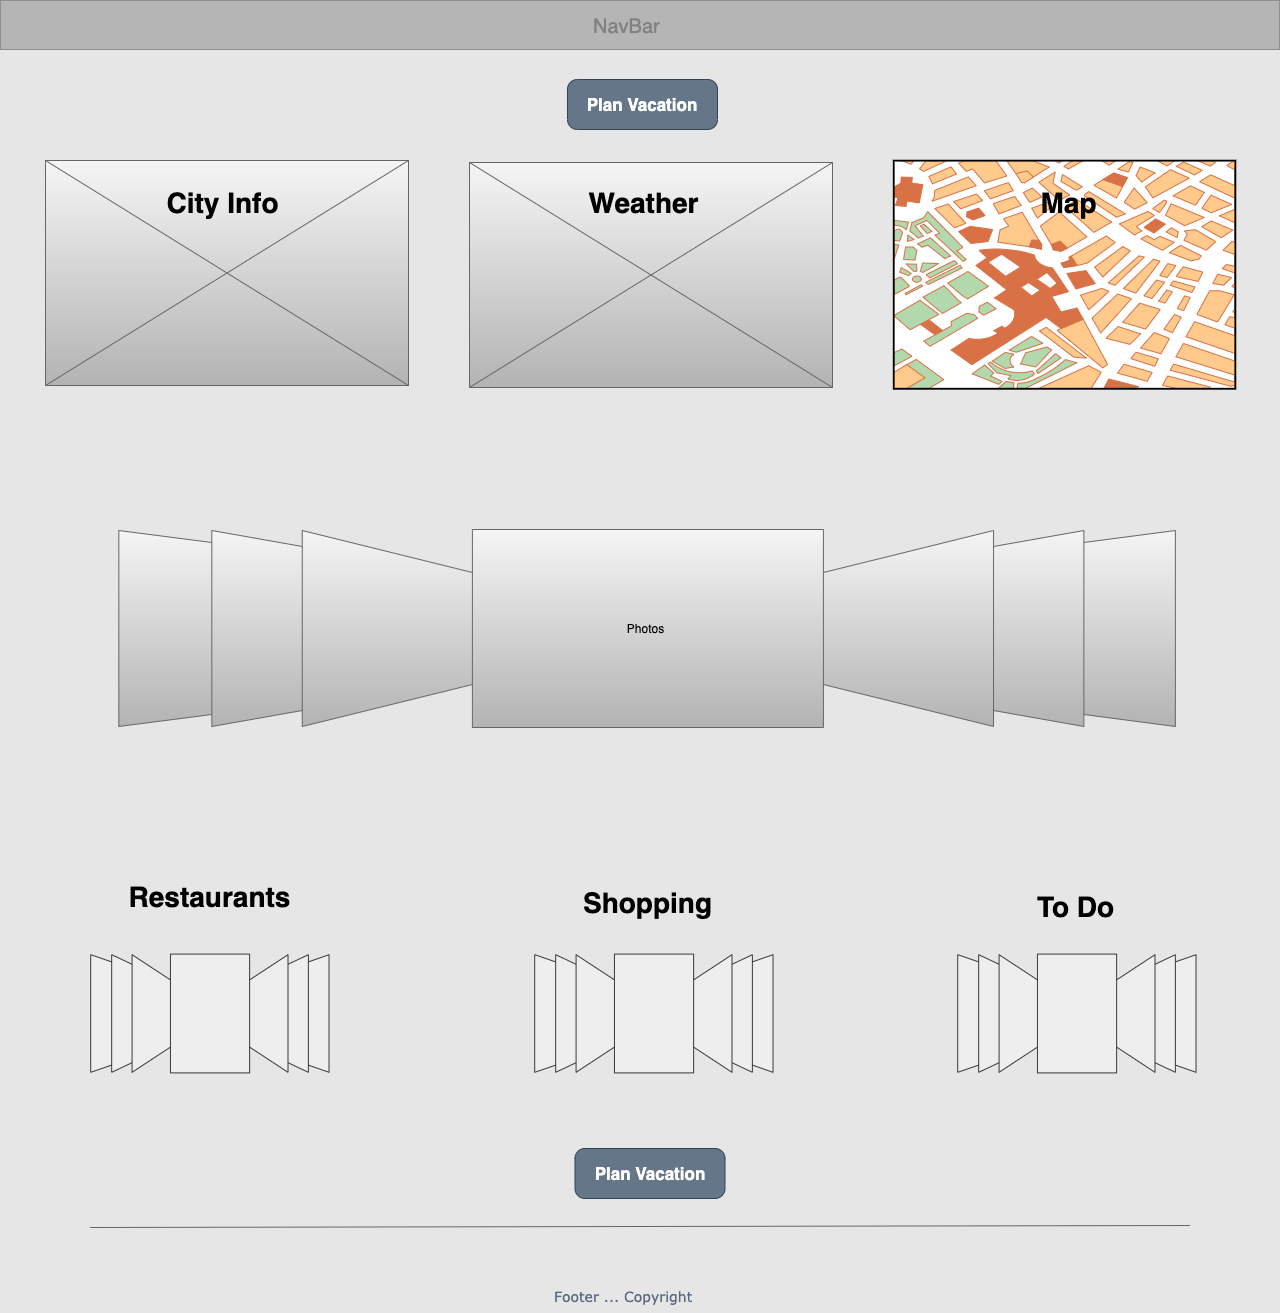 NavBar
Plan Vacation
City Info
Weather
Map
Photos
Restaurants
Shopping
To Do
Plan Vacation
Footer ... Copyright